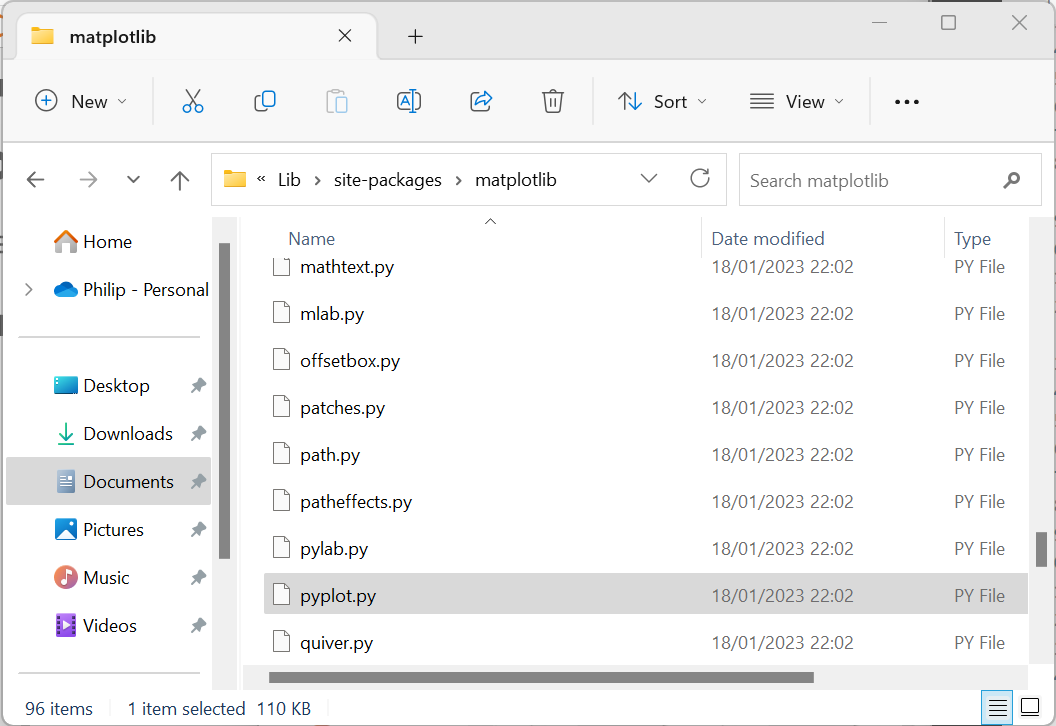 matplotlib
New
Sort
View
« Lib > site-packages > matplotlib
Search matplotlib
Home
Philip - Personal
Desktop
Downloads
Documents
Pictures
Music
Videos
Name Date modified Type
mathtext.py 18/01/2023 22:02 PY File
mlab.py 18/01/2023 22:02 PY File
offsetbox.py 18/01/2023 22:02 PY File
patches.py 18/01/2023 22:02 PY File
path.py 18/01/2023 22:02 PY File
patheffects.py 18/01/2023 22:02 PY File
pylab.py 18/01/2023 22:02 PY File
pyplot.py 18/01/2023 22:02 PY File
quiver.py 18/01/2023 22:02 PY File
96 items 1 item selected 110 KB